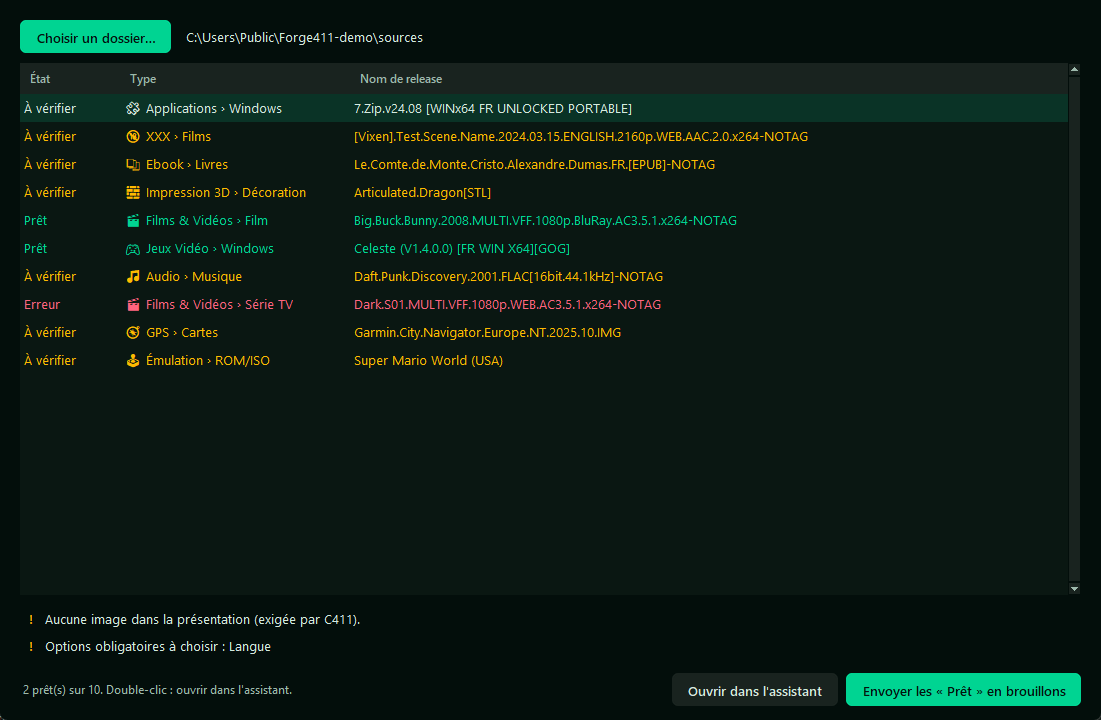 Choisir un dossier... C:\Users\Public\Forge411-demo\sources
État Type Nom de release
À vérifier Applications › Windows 7.Zip.v24.08 [WINx64 FR UNLOCKED PORTABLE]
À vérifier XXX › Films [Vixen].Test.Scene.Name.2024.03.15.ENGLISH.2160p.WEB.AAC.2.0.x264-NOTAG
À vérifier Ebook › Livres Le.Comte.de.Monte.Cristo.Alexandre.Dumas.FR.[EPUB]-NOTAG
À vérifier Impression 3D › Décoration Articulated.Dragon[STL]
Prêt Films & Vidéos › Film Big.Buck.Bunny.2008.MULTI.VFF.1080p.BluRay.AC3.5.1.x264-NOTAG
Prêt Jeux Vidéo › Windows Celeste (V1.4.0.0) [FR WIN X64][GOG]
À vérifier Audio › Musique Daft.Punk.Discovery.2001.FLAC[16bit.44.1kHz]-NOTAG
Erreur Films & Vidéos › Série TV Dark.S01.MULTI.VFF.1080p.WEB.AC3.5.1.x264-NOTAG
À vérifier GPS › Cartes Garmin.City.Navigator.Europe.NT.2025.10.IMG
À vérifier Émulation › ROM/ISO Super Mario World (USA)
! Aucune image dans la présentation (exigée par C411).
! Options obligatoires à choisir : Langue
2 prêt(s) sur 10. Double-clic : ouvrir dans l'assistant. Ouvrir dans l'assistant Envoyer les « Prêt » en brouillons